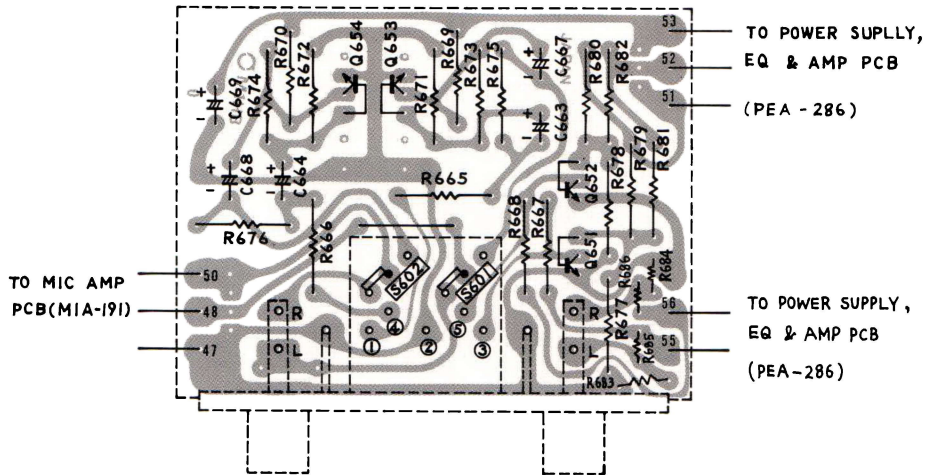 53
TO POWER SUPLLY,
52
EQ & AMP PCB
51
(PEA-286)
R670
R672
R674
C669
Q654
Q653
R671
R669
R673
R675
C667
C663
R680
R682
C668
C664
R665
Q652
R678
R679
R681
R676
R666
R668
R667
Q651
R686
R684
TO MIC AMP
PCB(MIA-191)
50
48
47
S602
S601
R
L
①
④
②
⑤
③
R
L
R677
R685
R683
56
55
TO POWER SUPPLY,
EQ & AMP PCB
(PEA-286)